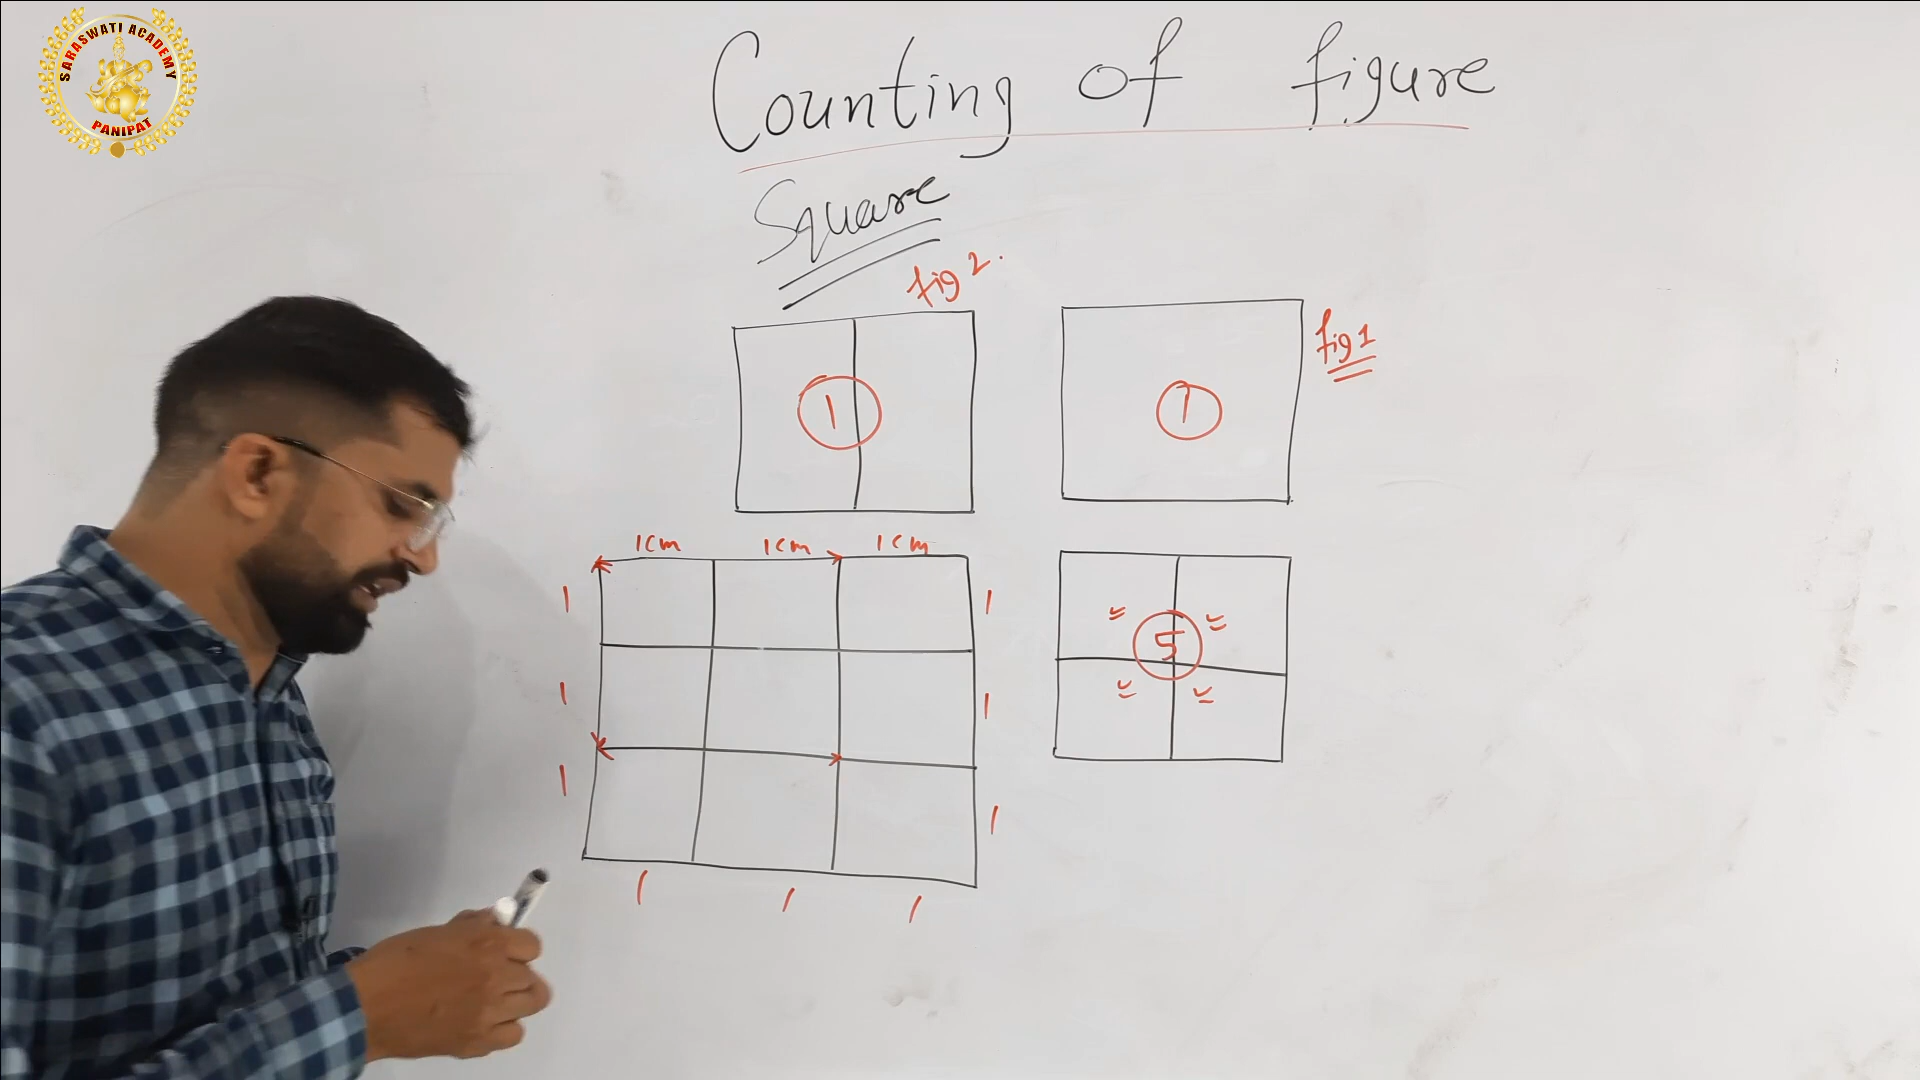 SARASWATI ACADEMY
PANIPAT
Counting of figure
Square
fig 2.
fig 1
1
1
1cm 1cm 1cm
1 1
1 1
1 1
1 1 1
5